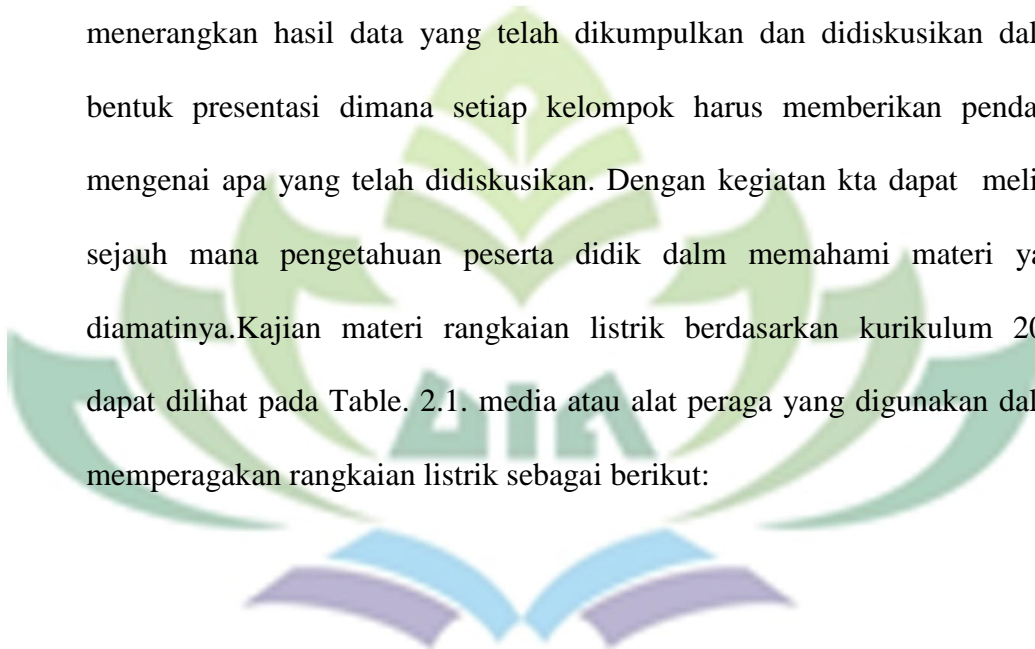 menerangkan hasil data yang telah dikumpulkan dan didiskusikan dal
bentuk presentasi dimana setiap kelompok harus memberikan penda
mengenai apa yang telah didiskusikan. Dengan kegiatan kta dapat meli
sejauh mana pengetahuan peserta didik dalm memahami materi ya
diamatinya.Kajian materi rangkaian listrik berdasarkan kurikulum 20
dapat dilihat pada Table. 2.1. media atau alat peraga yang digunakan dal
memperagakan rangkaian listrik sebagai berikut: